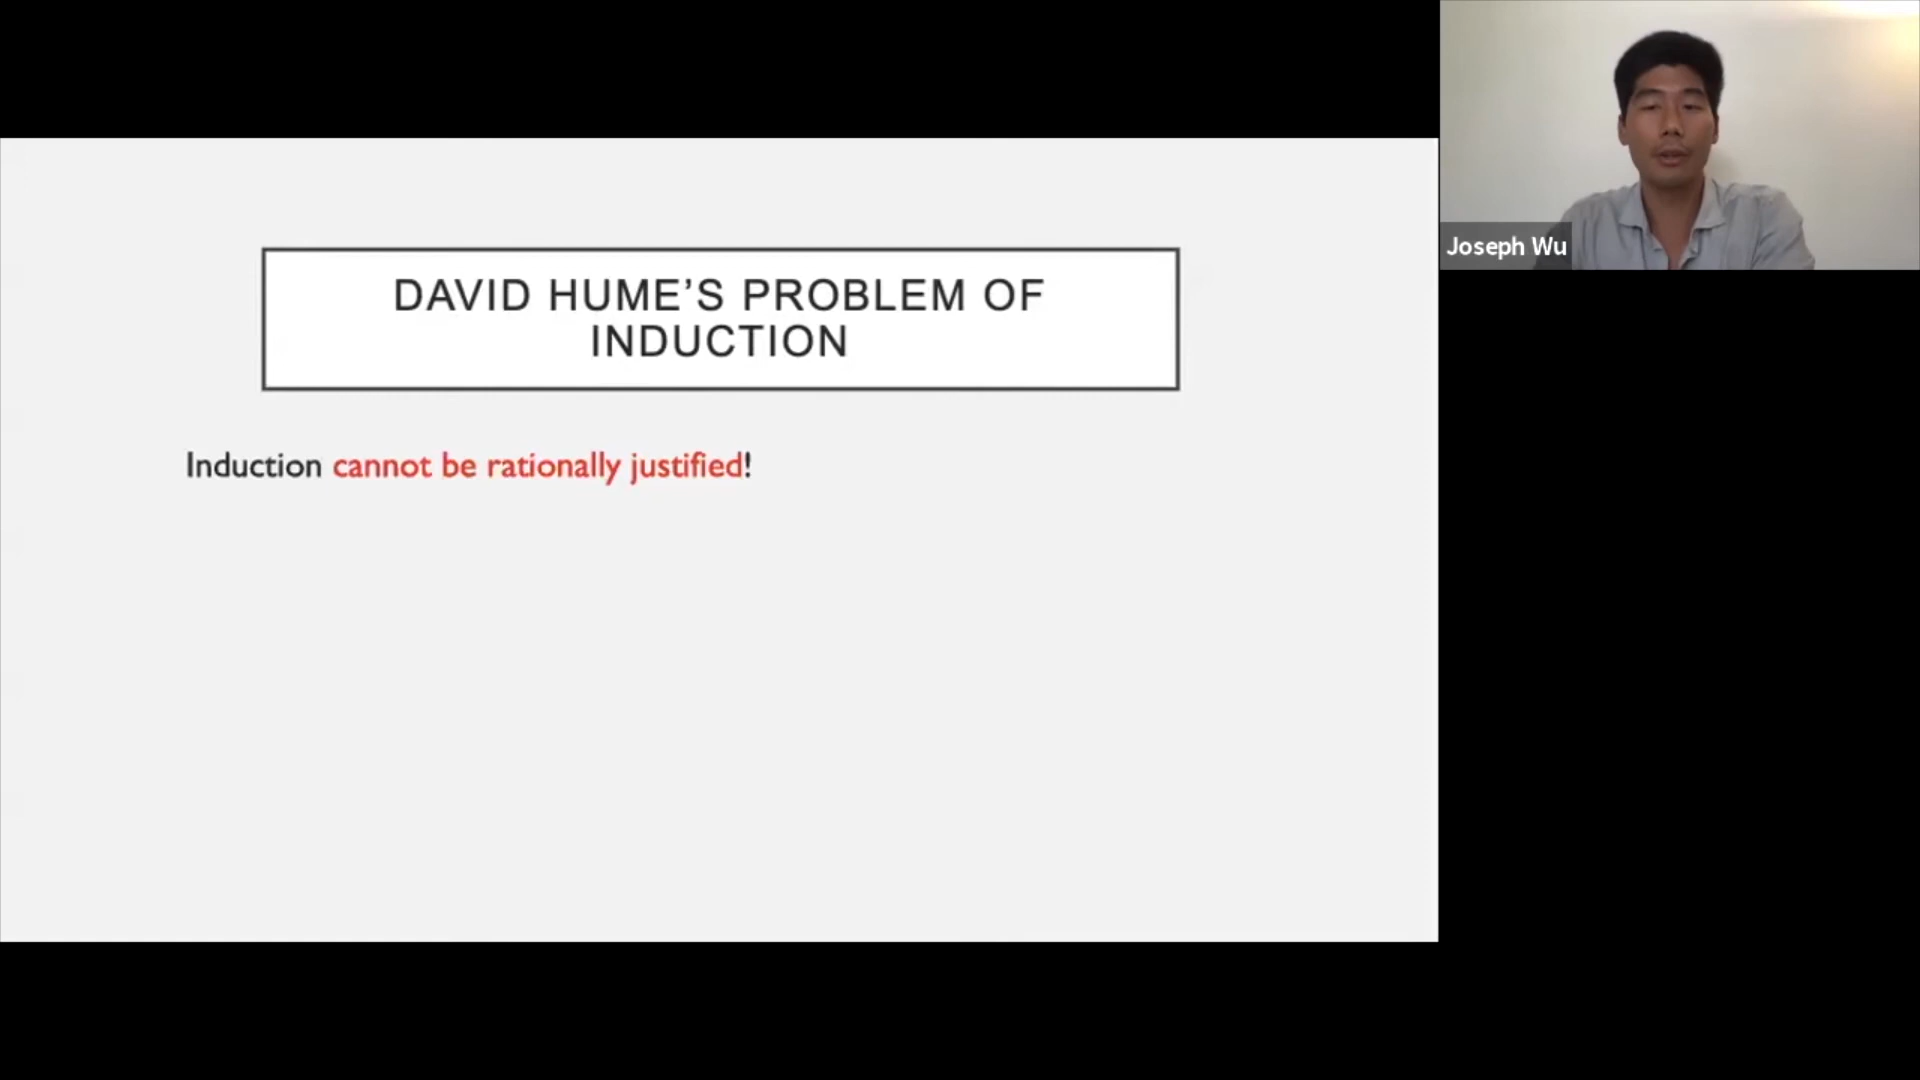 DAVID HUME’S PROBLEM OF
INDUCTION
Induction cannot be rationally justified!
Joseph Wu